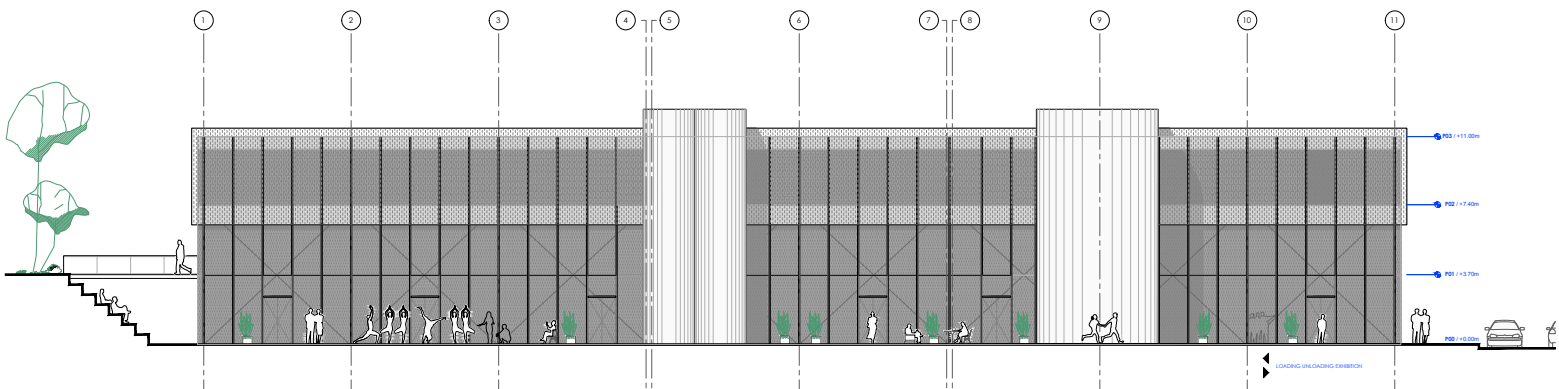 1 2 3 4 5 6 7 8 9 10 11
P03 / +11.00m
P02 / +7.40m
P01 / +3.70m
P00 / +0.00m
LOADING UNLOADING EXHIBITION